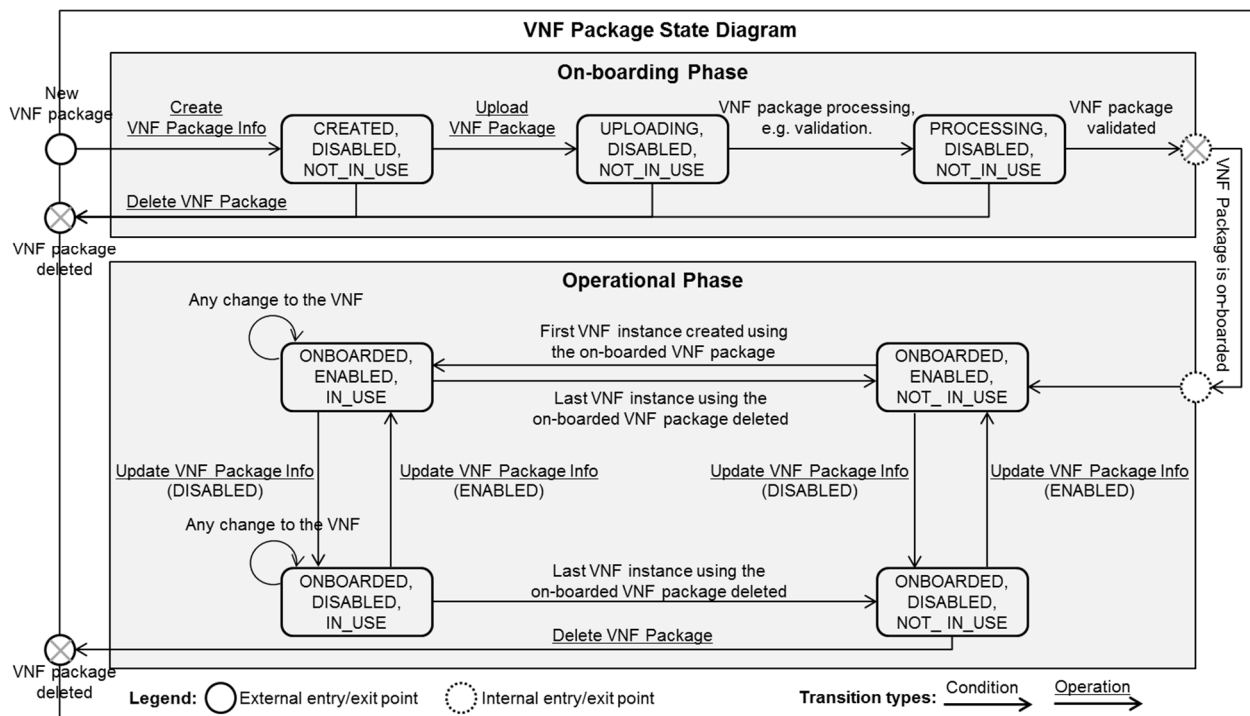 VNF Package State Diagram
On-boarding Phase
New
VNF package
Create
VNF Package Info
CREATED,
DISABLED,
NOT_IN_USE
Upload
VNF Package
UPLOADING,
DISABLED,
NOT_IN_USE
VNF package processing,
e.g. validation.
PROCESSING,
DISABLED,
NOT_IN_USE
VNF package
validated
VNF Package is on-boarded
Delete VNF Package
VNF package
deleted
Operational Phase
Any change to the VNF
ONBOARDED,
ENABLED,
IN_USE
First VNF instance created using
the on-boarded VNF package
Last VNF instance using the
on-boarded VNF package deleted
ONBOARDED,
ENABLED,
NOT_ IN_USE
Update VNF Package Info
(DISABLED)
Update VNF Package Info
(ENABLED)
Update VNF Package Info
(DISABLED)
Update VNF Package Info
(ENABLED)
Any change to the VNF
ONBOARDED,
DISABLED,
IN_USE
Last VNF instance using the
on-boarded VNF package deleted
ONBOARDED,
DISABLED,
NOT_ IN_USE
Delete VNF Package
VNF package
deleted
Legend:
External entry/exit point
Internal entry/exit point
Transition types:
Condition
Operation